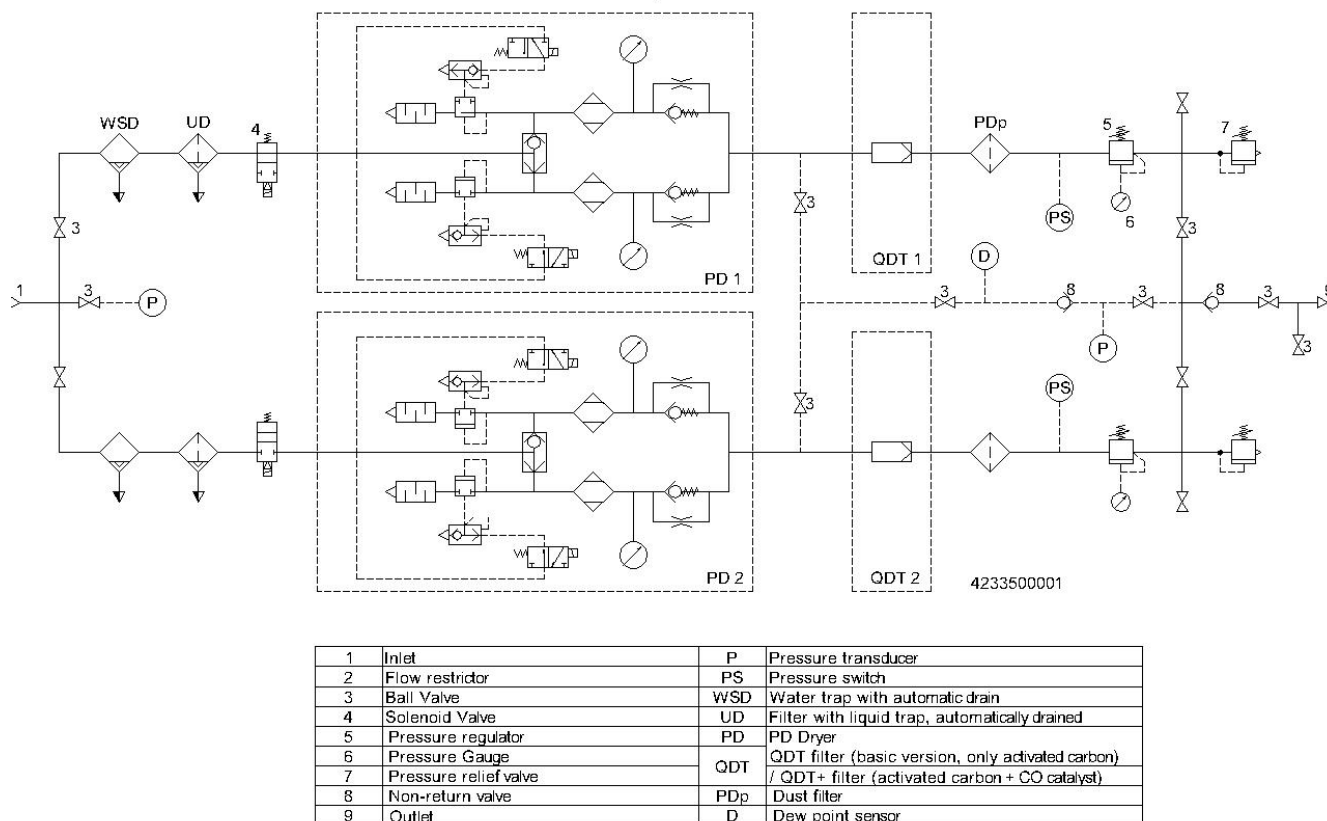 WSD UD 4 PDp 5 7
3 PS 6 3
QDT 1 D
PD 1
1 3 P 3 8 3 8 3 9
P 3
3 PS
PD 2 QDT 2 4233500001
1 Inlet P Pressure transducer
2 Flow restrictor PS Pressure switch
3 Ball Valve WSD Water trap with automatic drain
4 Solenoid Valve UD Filter with liquid trap, automatically drained
5 Pressure regulator PD PD Dryer
6 Pressure Gauge QDT QDT filter (basic version, only activated carbon)
7 Pressure relief valve / QDT+ filter (activated carbon + CO catalyst)
8 Non-return valve PDp Dust filter
9 Outlet D Dew point sensor